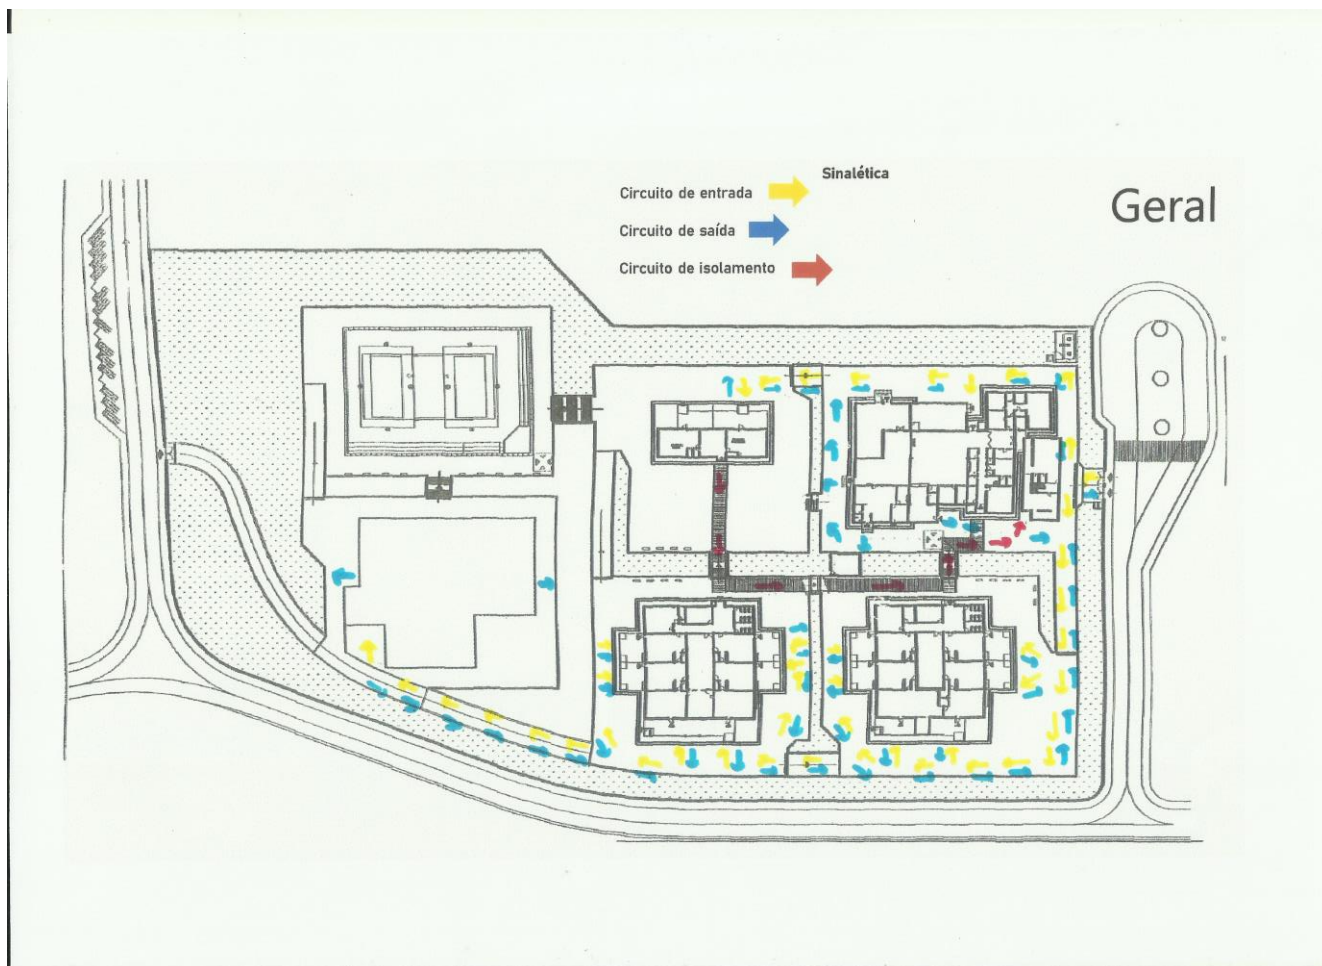 Sinalética
Circuito de entrada
Geral
Circuito de saída
Circuito de isolamento